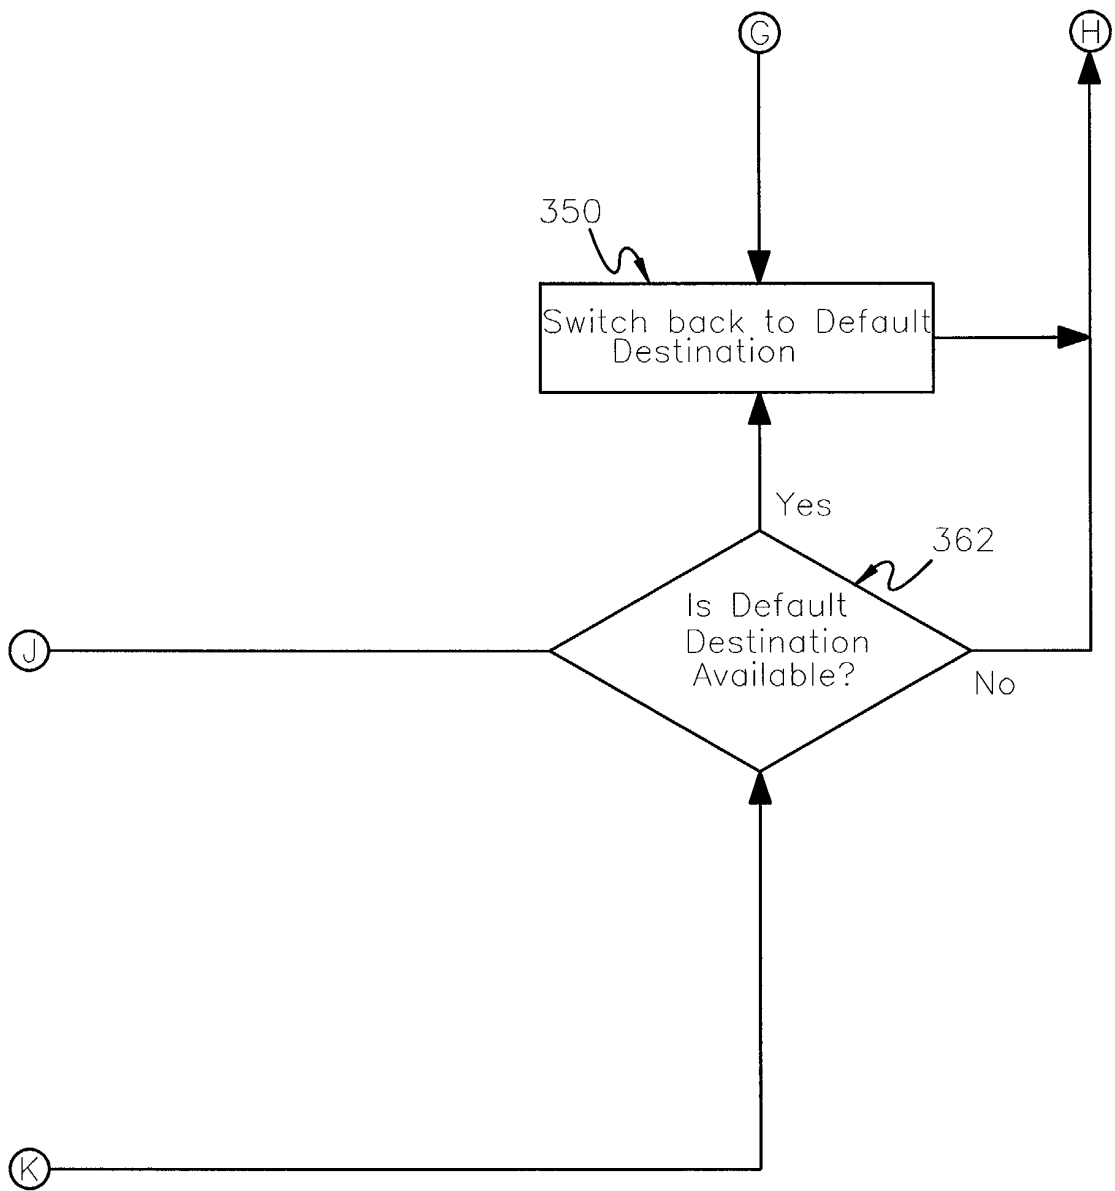 G
H
350
Switch back to Default
Destination
Yes
362
Is Default
Destination
Available?
J
No
K